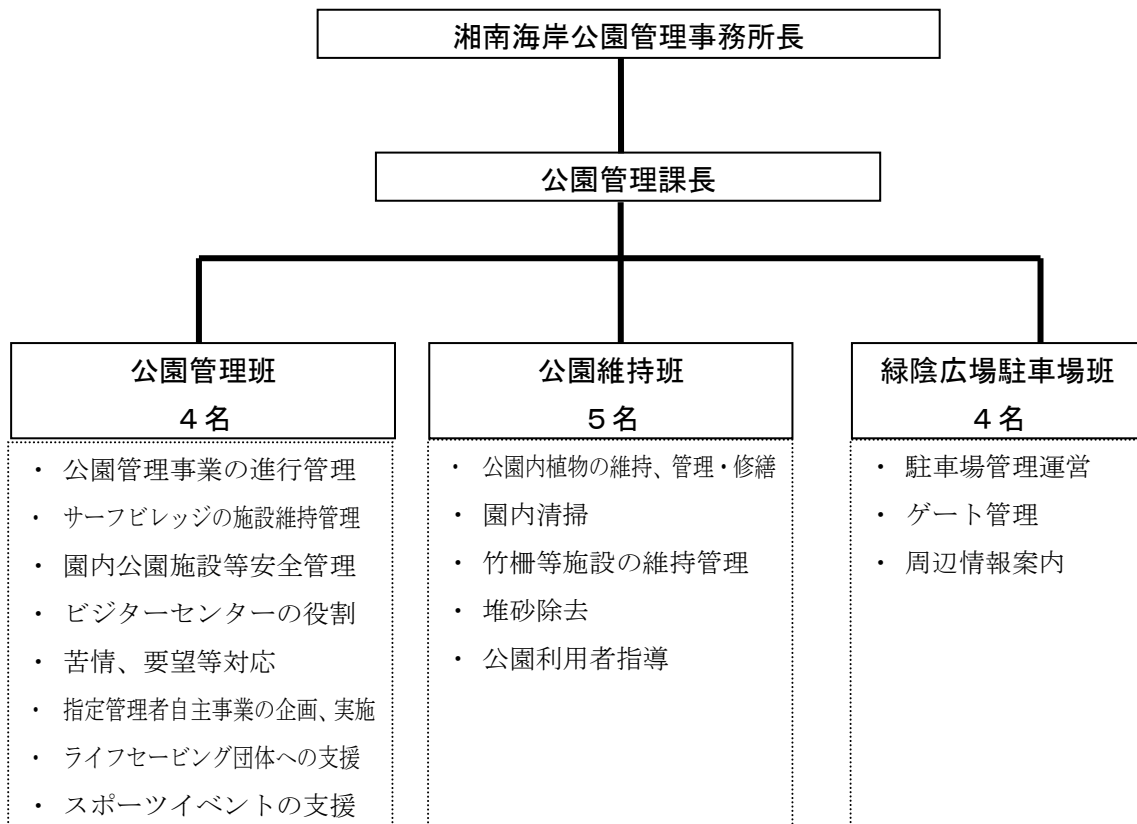 湘南海岸公園管理事務所長
公園管理課長
公園管理班
４名
・ 公園管理事業の進行管理
・ サーフビレッジの施設維持管理
・ 園内公園施設等安全管理
・ ビジターセンターの役割
・ 苦情、要望等対応
・ 指定管理者自主事業の企画、実施
・ ライフセービング団体への支援
・ スポーツイベントの支援
公園維持班
５名
・ 公園内植物の維持、管理・修繕
・ 園内清掃
・ 竹柵等施設の維持管理
・ 堆砂除去
・ 公園利用者指導
緑陰広場駐車場班
４名
・ 駐車場管理運営
・ ゲート管理
・ 周辺情報案内